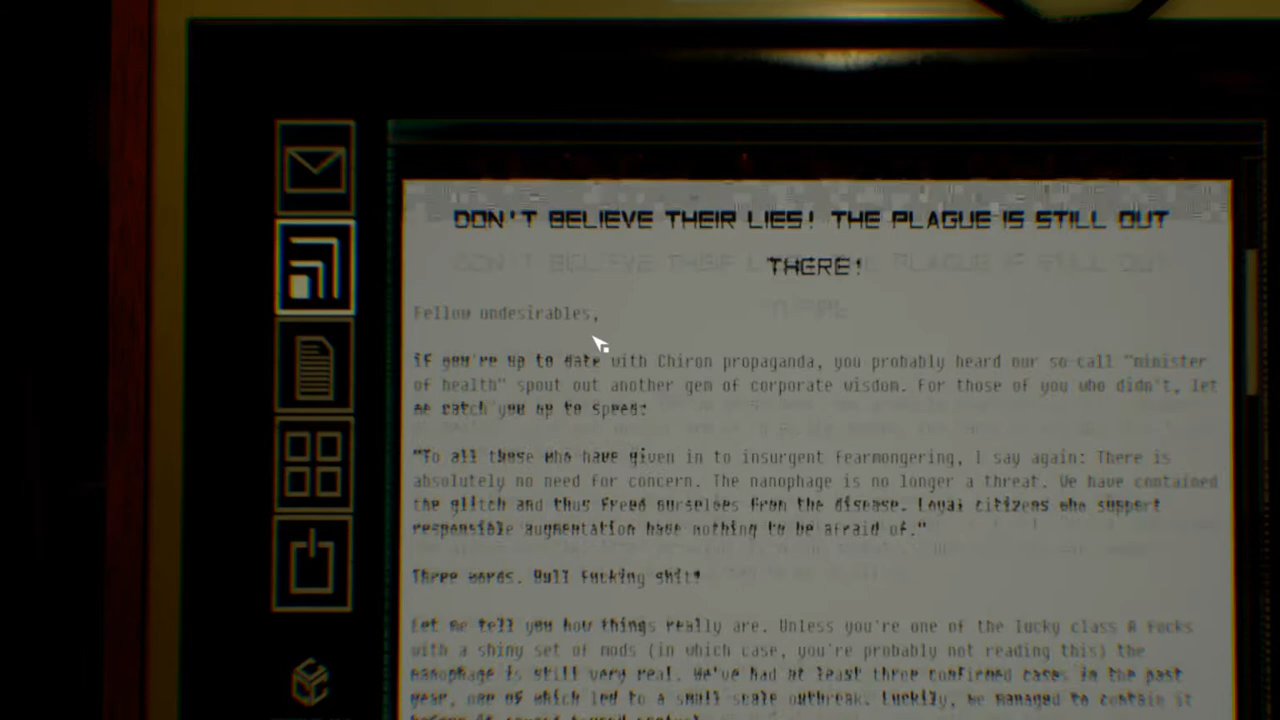 DON'T BELIEVE THEIR LIES! THE PLAGUE IS STILL OUT
THERE!
Fellow undesirables,
if you're up to date with Chiron propaganda, you probably heard our so-call "minister
of health" spout out another gem of corporate wisdom. For those of you who didn't, let
me catch you up to speed:
"To all those who have given in to insurgent fearmongering, I say again: There is
absolutely no need for concern. The nanophage is no longer a threat. We have contained
the glitch and thus freed ourselves from the disease. Loyal citizens who support
responsible augmentation have nothing to be afraid of."
Three words. Bull fucking shit!
Let me tell you how things really are. Unless you're one of the lucky class A fucks
with a shiny set of mods (in which case, you're probably not reading this) the
nanophage is still very real. We've had at least three confirmed cases in the past
year, one of which led to a small scale outbreak. Luckily, we managed to contain it
before it